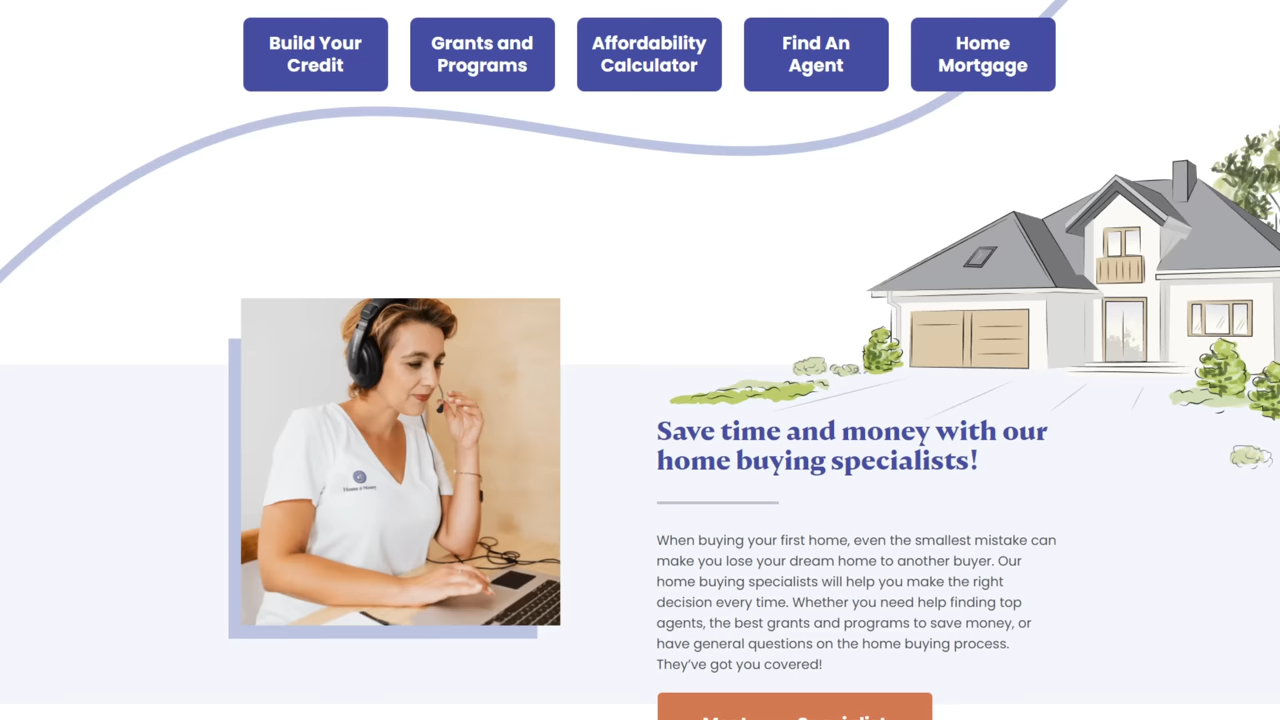 Build Your
Credit
Grants and
Programs
Affordability
Calculator
Find An
Agent
Home
Mortgage
Save time and money with our
home buying specialists!
When buying your first home, even the smallest mistake can
make you lose your dream home to another buyer. Our
home buying specialists will help you make the right
decision every time. Whether you need help finding top
agents, the best grants and programs to save money, or
have general questions on the home buying process.
They've got you covered!